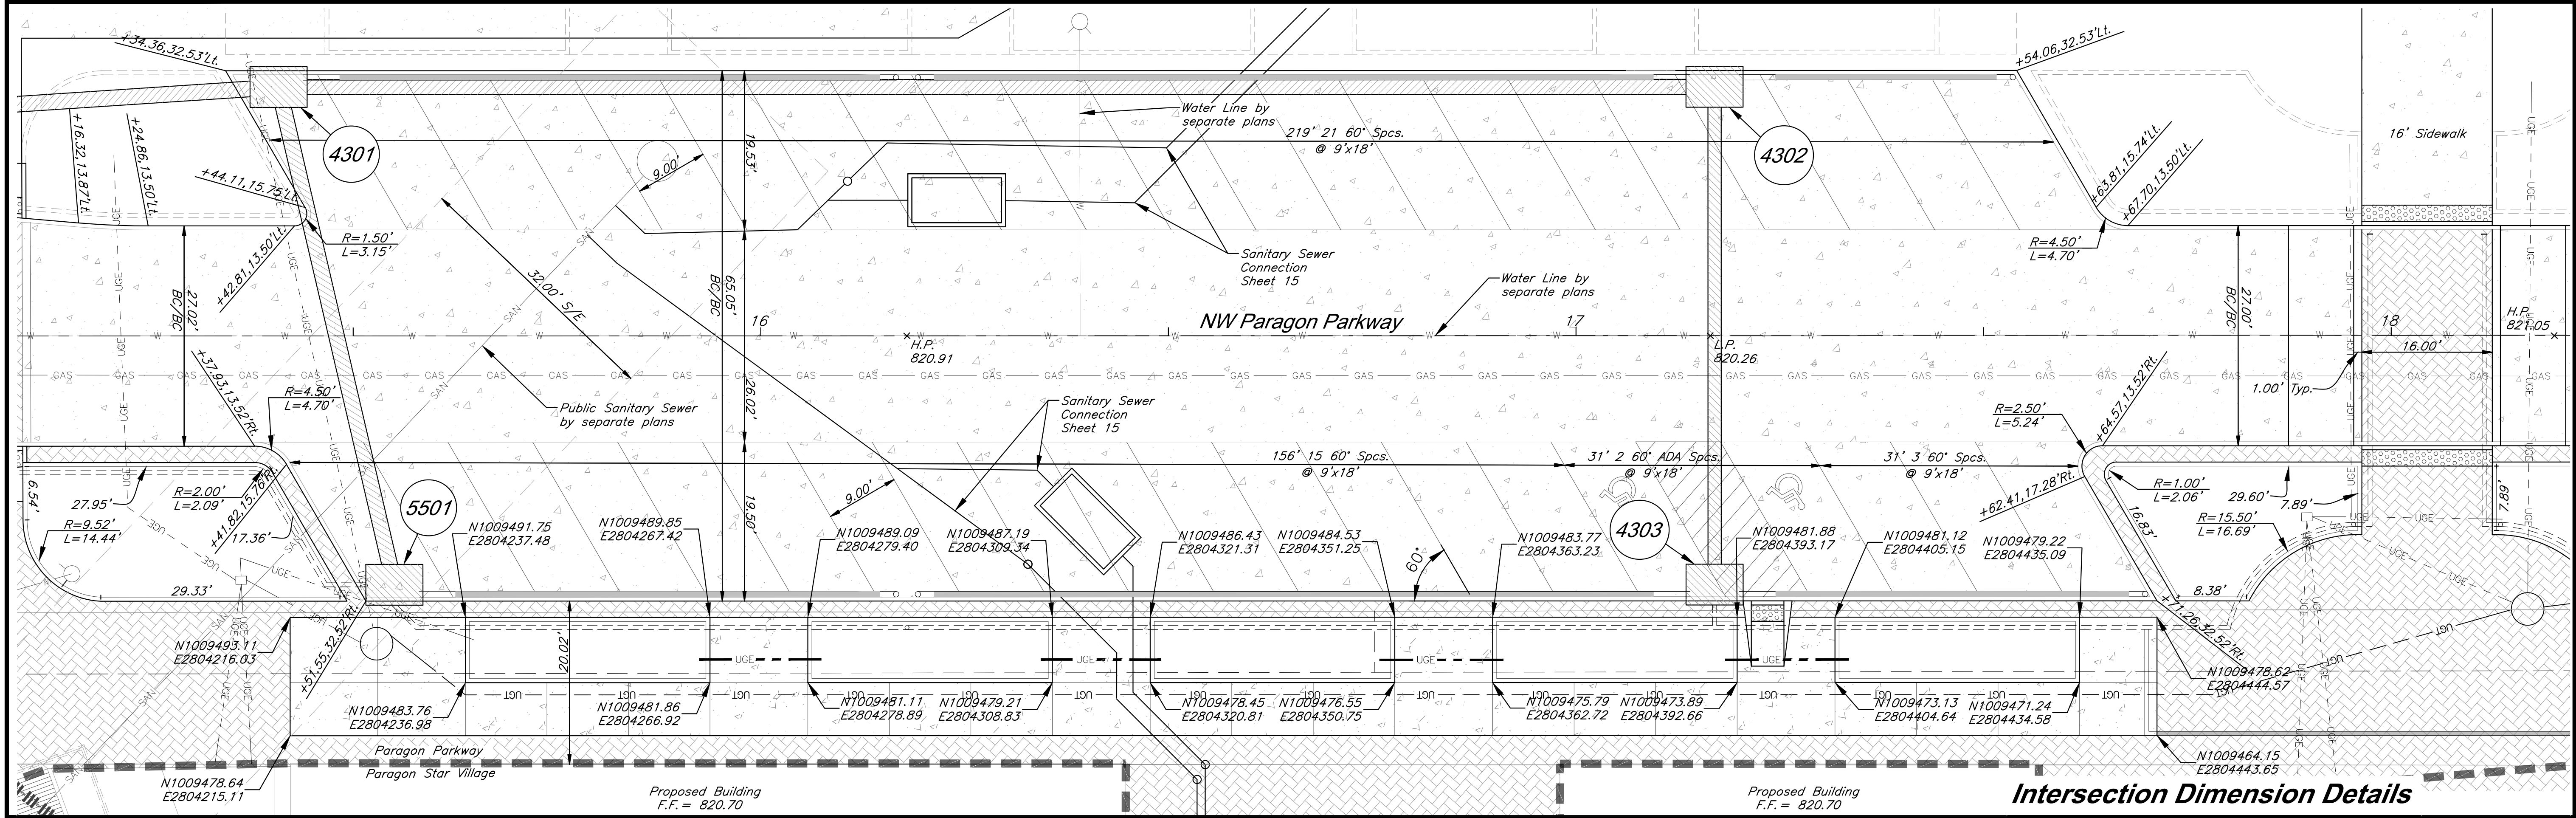 +34.36,32.53'Lt.
+54.06,32.53'Lt.
+16.32,13.87'Lt.
+24.86,13.50'Lt.
+44.11,15.75'Lt.
4301
19.53'
9.00'
Water Line by
separate plans
219' 21 60° Spcs.
@ 9'x18'
4302
+63.81,15.74'Lt.
+67.70,13.50'Lt.
16' Sidewalk
UGE
R=1.50'
L=3.15'
+42.81,13.50'Lt.
27.02'
BC/BC
32.00' S/E
65.05'
BC/BC
Sanitary Sewer
Connection
Sheet 15
Water Line by
separate plans
R=4.50'
L=4.70'
27.00'
BC/BC
16
NW Paragon Parkway
17
18
H.P.
820.91
L.P.
820.26
H.P.
821.05
16.00'
1.00' Typ.
W
GAS
SAN
+37.93,13.52'Rt.
R=4.50'
L=4.70'
Public Sanitary Sewer
by separate plans
26.02'
Sanitary Sewer
Connection
Sheet 15
R=2.50'
L=5.24'
+64.57,13.52'Rt.
156' 15 60° Spcs.
@ 9'x18'
31' 2 60° ADA Spcs.
@ 9'x18'
31' 3 60° Spcs.
@ 9'x18'
6.54'
27.95'
R=2.00'
L=2.09'
+41.82,15.76'Rt.
17.36'
R=9.52'
L=14.44'
29.33'
5501
19.50'
9.00'
60°
4303
+62.41,17.28'Rt.
16.83'
R=1.00'
L=2.06'
29.60'
7.89'
7.89'
R=15.50'
L=16.69'
8.38'
N1009491.75
E2804237.48
N1009489.85
E2804267.42
N1009489.09
E2804279.40
N1009487.19
E2804309.34
N1009486.43
E2804321.31
N1009484.53
E2804351.25
N1009483.77
E2804363.23
N1009481.88
E2804393.17
N1009481.12
E2804405.15
N1009479.22
E2804435.09
N1009493.11
E2804216.03
+51.55,32.52'Rt.
20.02'
+71.26,32.52'Rt.
N1009478.62
E2804444.57
UGE
UGT
N1009483.76
E2804236.98
N1009481.86
E2804266.92
N1009481.11
E2804278.89
N1009479.21
E2804308.83
N1009478.45
E2804320.81
N1009476.55
E2804350.75
N1009475.79
E2804362.72
N1009473.89
E2804392.66
N1009473.13
E2804404.64
N1009471.24
E2804434.58
Paragon Parkway
Paragon Star Village
N1009478.64
E2804215.11
N1009464.15
E2804443.65
Proposed Building
F.F. = 820.70
Proposed Building
F.F. = 820.70
Intersection Dimension Details